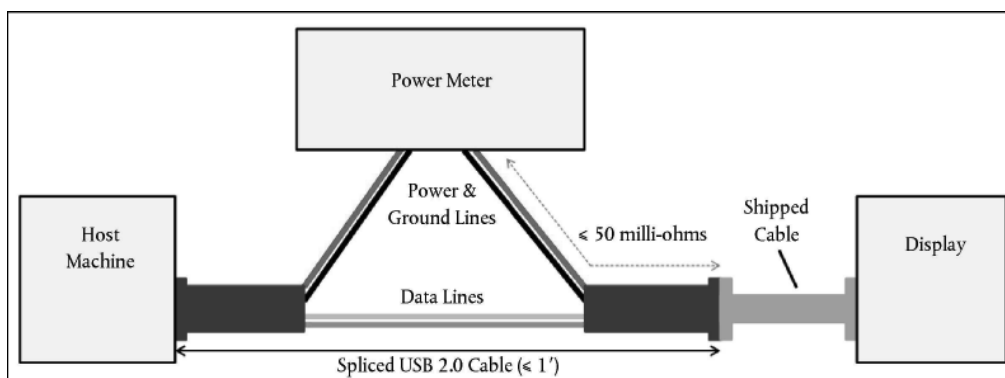 Power Meter
Power &
Ground Lines
Shipped
Cable
Host
Machine
⩽ 50 milli-ohms
Display
Data Lines
Spliced USB 2.0 Cable (⩽ 1′)